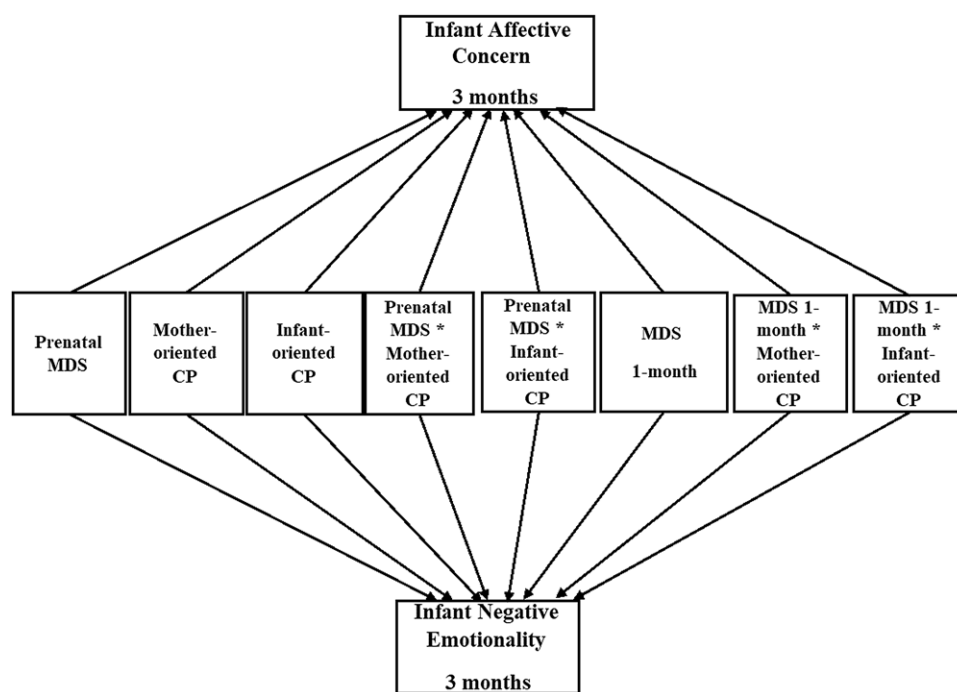 Infant Affective
Concern
3 months
Prenatal
MDS
Mother-
oriented
CP
Infant-
oriented
CP
Prenatal
MDS *
Mother-
oriented
CP
Prenatal
MDS *
Infant-
oriented CP
MDS
1-month
MDS 1-
month *
Mother-
oriented
CP
MDS 1-
month *
Infant-
oriented
CP
Infant Negative
Emotionality
3 months